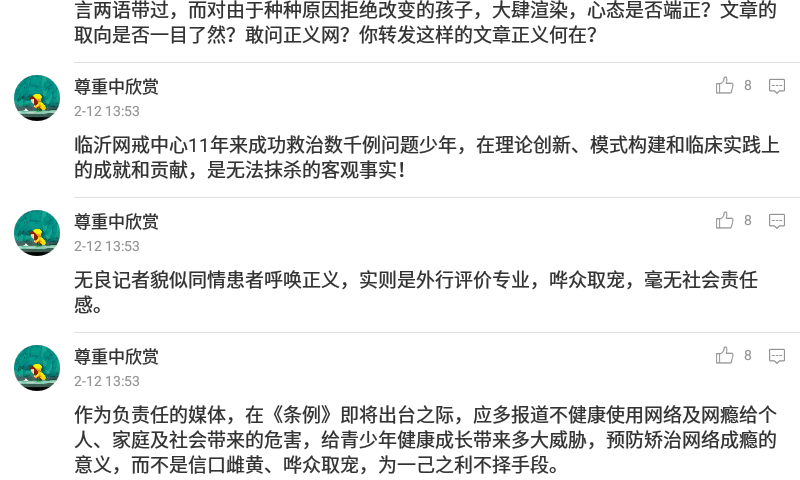 言两语带过，而对由于种种原因拒绝改变的孩子，大肆渲染，心态是否端正？文章的
取向是否一目了然？敢问正义网？你转发这样的文章正义何在？
尊重中欣赏
8
2-12 13:53
临沂网戒中心11年来成功救治数千例问题少年，在理论创新、模式构建和临床实践上
的成就和贡献，是无法抹杀的客观事实！
尊重中欣赏
8
2-12 13:53
无良记者貌似同情患者呼唤正义，实则是外行评价专业，哗众取宠，毫无社会责任
感。
尊重中欣赏
8
2-12 13:53
作为负责任的媒体，在《条例》即将出台之际，应多报道不健康使用网络及网瘾给个
人、家庭及社会带来的危害，给青少年健康成长带来多大威胁，预防矫治网络成瘾的
意义，而不是信口雌黄、哗众取宠，为一己之利不择手段。